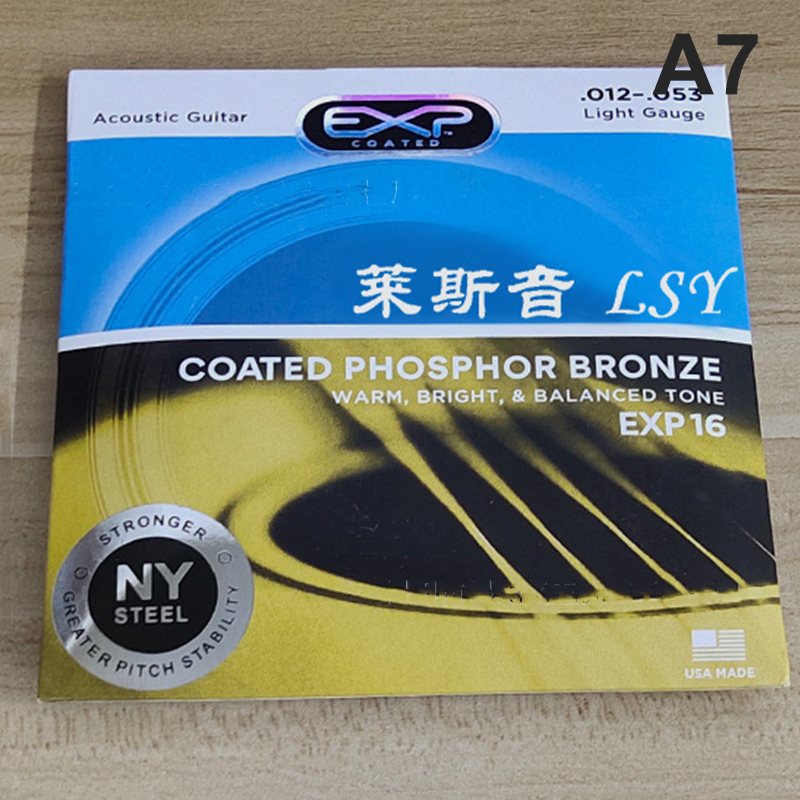 A7
Acoustic Guitar
EXP™
COATED
.012-.053
Light Gauge
莱斯音 LSY
COATED PHOSPHOR BRONZE
WARM, BRIGHT, & BALANCED TONE
EXP16
STRONGER
NY
STEEL
GREATER PITCH STABILITY
USA MADE